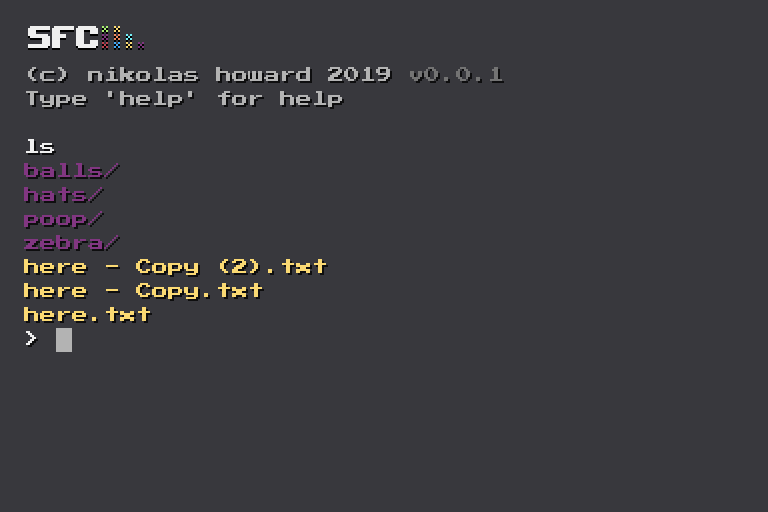 SFC
(c) nikolas howard 2019 v0.0.1
Type 'help' for help
ls
balls/
hats/
poop/
zebra/
here - Copy (2).txt
here - Copy.txt
here.txt
>